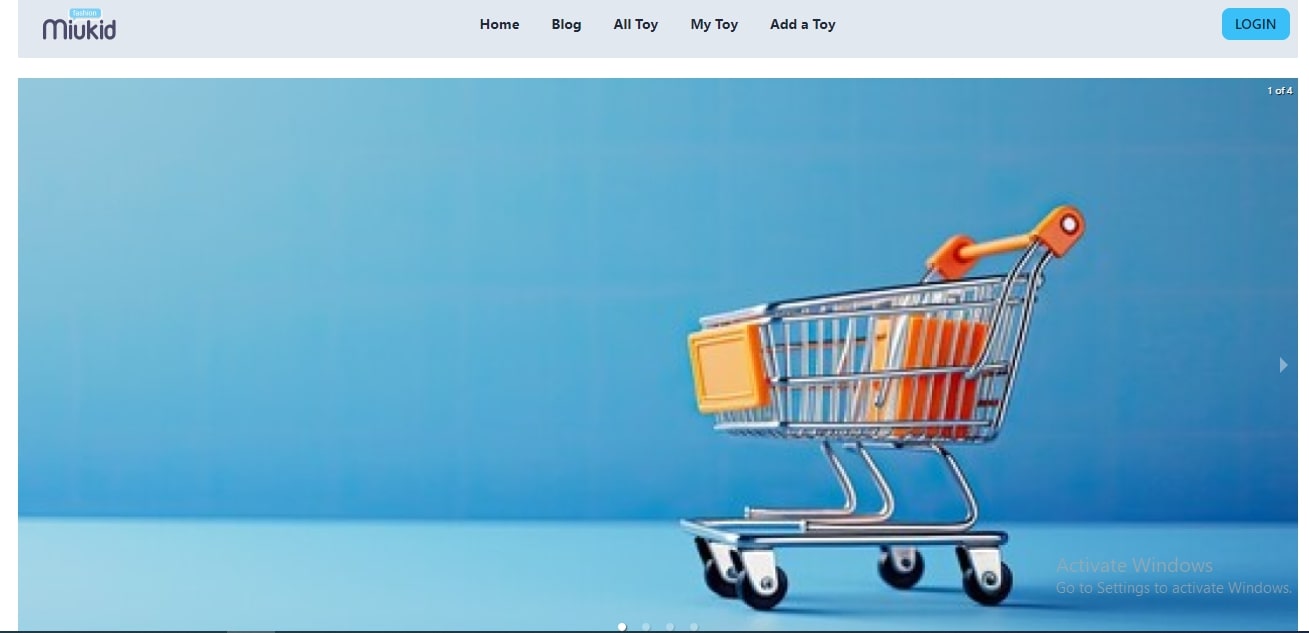 fashion
Miukid
Home Blog All Toy My Toy Add a Toy
LOGIN
1 of 4
Activate Windows
Go to Settings to activate Windows.